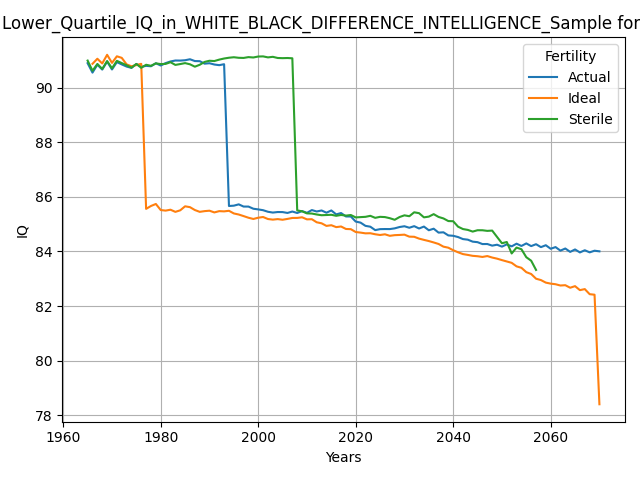 Lower_Quartile_IQ_in_WHITE_BLACK_DIFFERENCE_INTELLIGENCE_Sample for
Fertility
Actual
Ideal
Sterile
IQ
90
88
86
84
82
80
78
1960 1980 2000 2020 2040 2060
Years